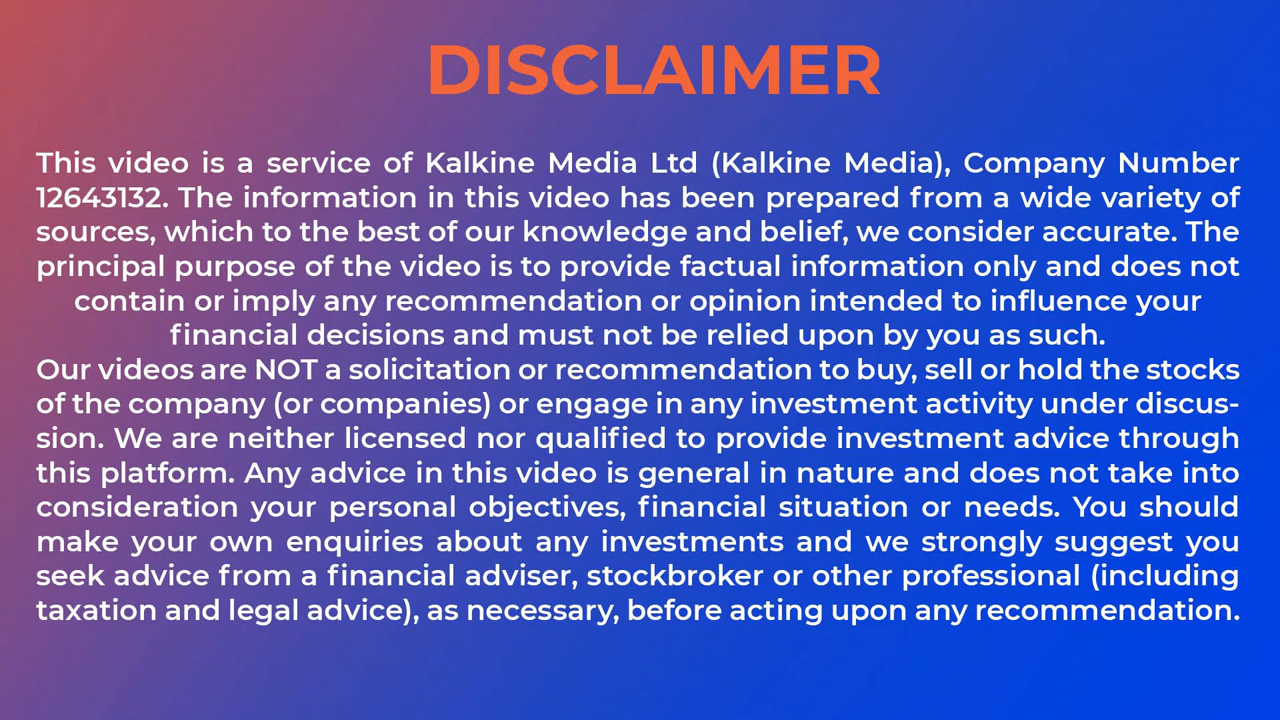 DISCLAIMER
This video is a service of Kalkine Media Ltd (Kalkine Media), Company Number
12643132. The information in this video has been prepared from a wide variety of
sources, which to the best of our knowledge and belief, we consider accurate. The
principal purpose of the video is to provide factual information only and does not
contain or imply any recommendation or opinion intended to influence your
financial decisions and must not be relied upon by you as such.
Our videos are NOT a solicitation or recommendation to buy, sell or hold the stocks
of the company (or companies) or engage in any investment activity under discus-
sion. We are neither licensed nor qualified to provide investment advice through
this platform. Any advice in this video is general in nature and does not take into
consideration your personal objectives, financial situation or needs. You should
make your own enquiries about any investments and we strongly suggest you
seek advice from a financial adviser, stockbroker or other professional (including
taxation and legal advice), as necessary, before acting upon any recommendation.